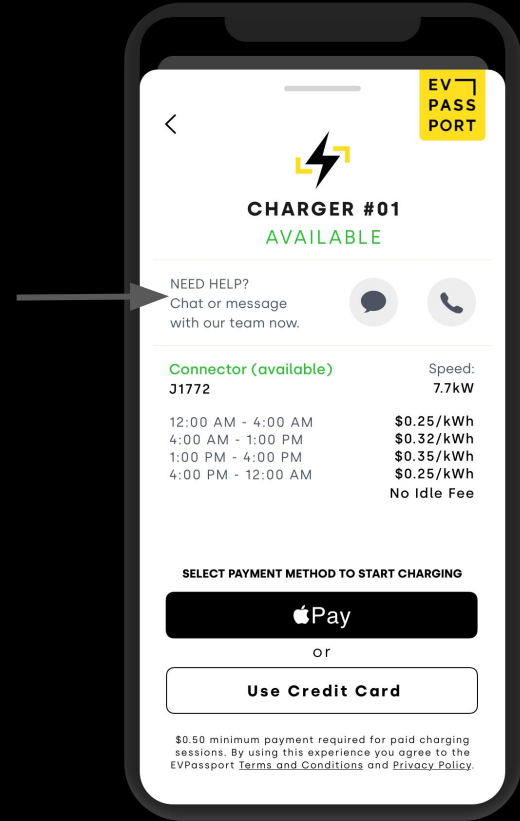 EV
PASS
PORT
CHARGER #01
AVAILABLE
NEED HELP?
Chat or message
with our team now.
Connector (available) Speed:
J1772 7.7kW
12:00 AM - 4:00 AM $0.25/kWh
4:00 AM - 1:00 PM $0.32/kWh
1:00 PM - 4:00 PM $0.35/kWh
4:00 PM - 12:00 AM $0.25/kWh
No Idle Fee
SELECT PAYMENT METHOD TO START CHARGING
Pay
or
Use Credit Card
$0.50 minimum payment required for paid charging
sessions. By using this experience you agree to the
EVPassport Terms and Conditions and Privacy Policy.